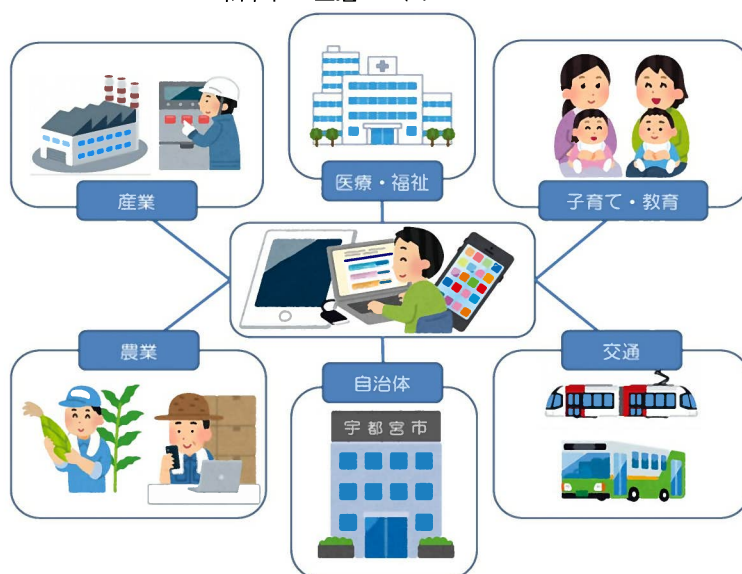 産業
医療・福祉
子育て・教育
農業
自治体
交通
宇都宮市